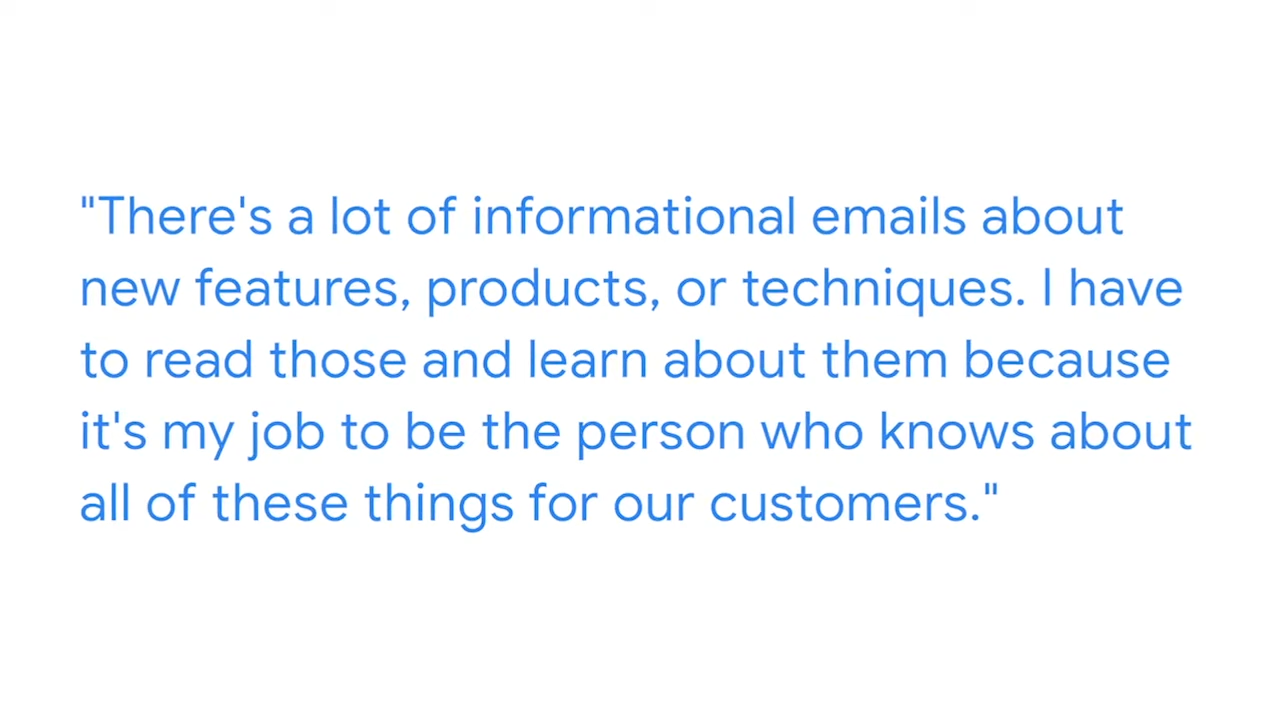 "There's a lot of informational emails about
new features, products, or techniques. I have
to read those and learn about them because
it's my job to be the person who knows about
all of these things for our customers."